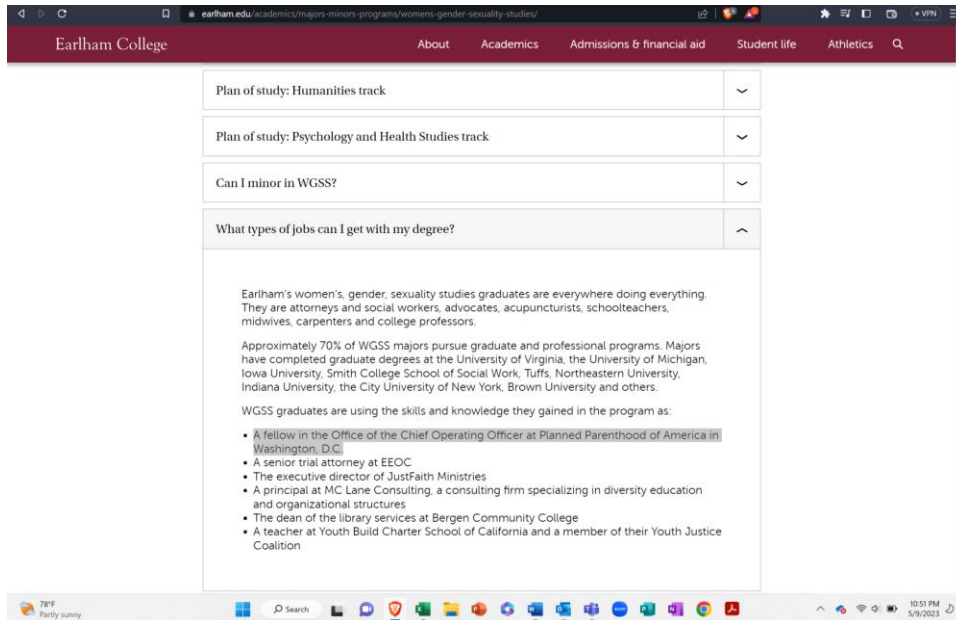 earlham.edu/academics/majors-minors-programs/womens-gender-sexuality-studies/
VPN
Earlham College
About Academics Admissions & financial aid Student life Athletics
Plan of study: Humanities track
Plan of study: Psychology and Health Studies track
Can I minor in WGSS?
What types of jobs can I get with my degree?
Earlham's women's, gender, sexuality studies graduates are everywhere doing everything.
They are attorneys and social workers, advocates, acupuncturists, schoolteachers,
midwives, carpenters and college professors.
Approximately 70% of WGSS majors pursue graduate and professional programs. Majors
have completed graduate degrees at the University of Virginia, the University of Michigan,
Iowa University, Smith College School of Social Work, Tuffs, Northeastern University,
Indiana University, the City University of New York, Brown University and others.
WGSS graduates are using the skills and knowledge they gained in the program as:
• A fellow in the Office of the Chief Operating Officer at Planned Parenthood of America in
Washington, D.C.
• A senior trial attorney at EEOC
• The executive director of JustFaith Ministries
• A principal at MC Lane Consulting, a consulting firm specializing in diversity education
and organizational structures
• The dean of the library services at Bergen Community College
• A teacher at Youth Build Charter School of California and a member of their Youth Justice
Coalition
78°F
Partly sunny
Search
10:51 PM
5/9/2023